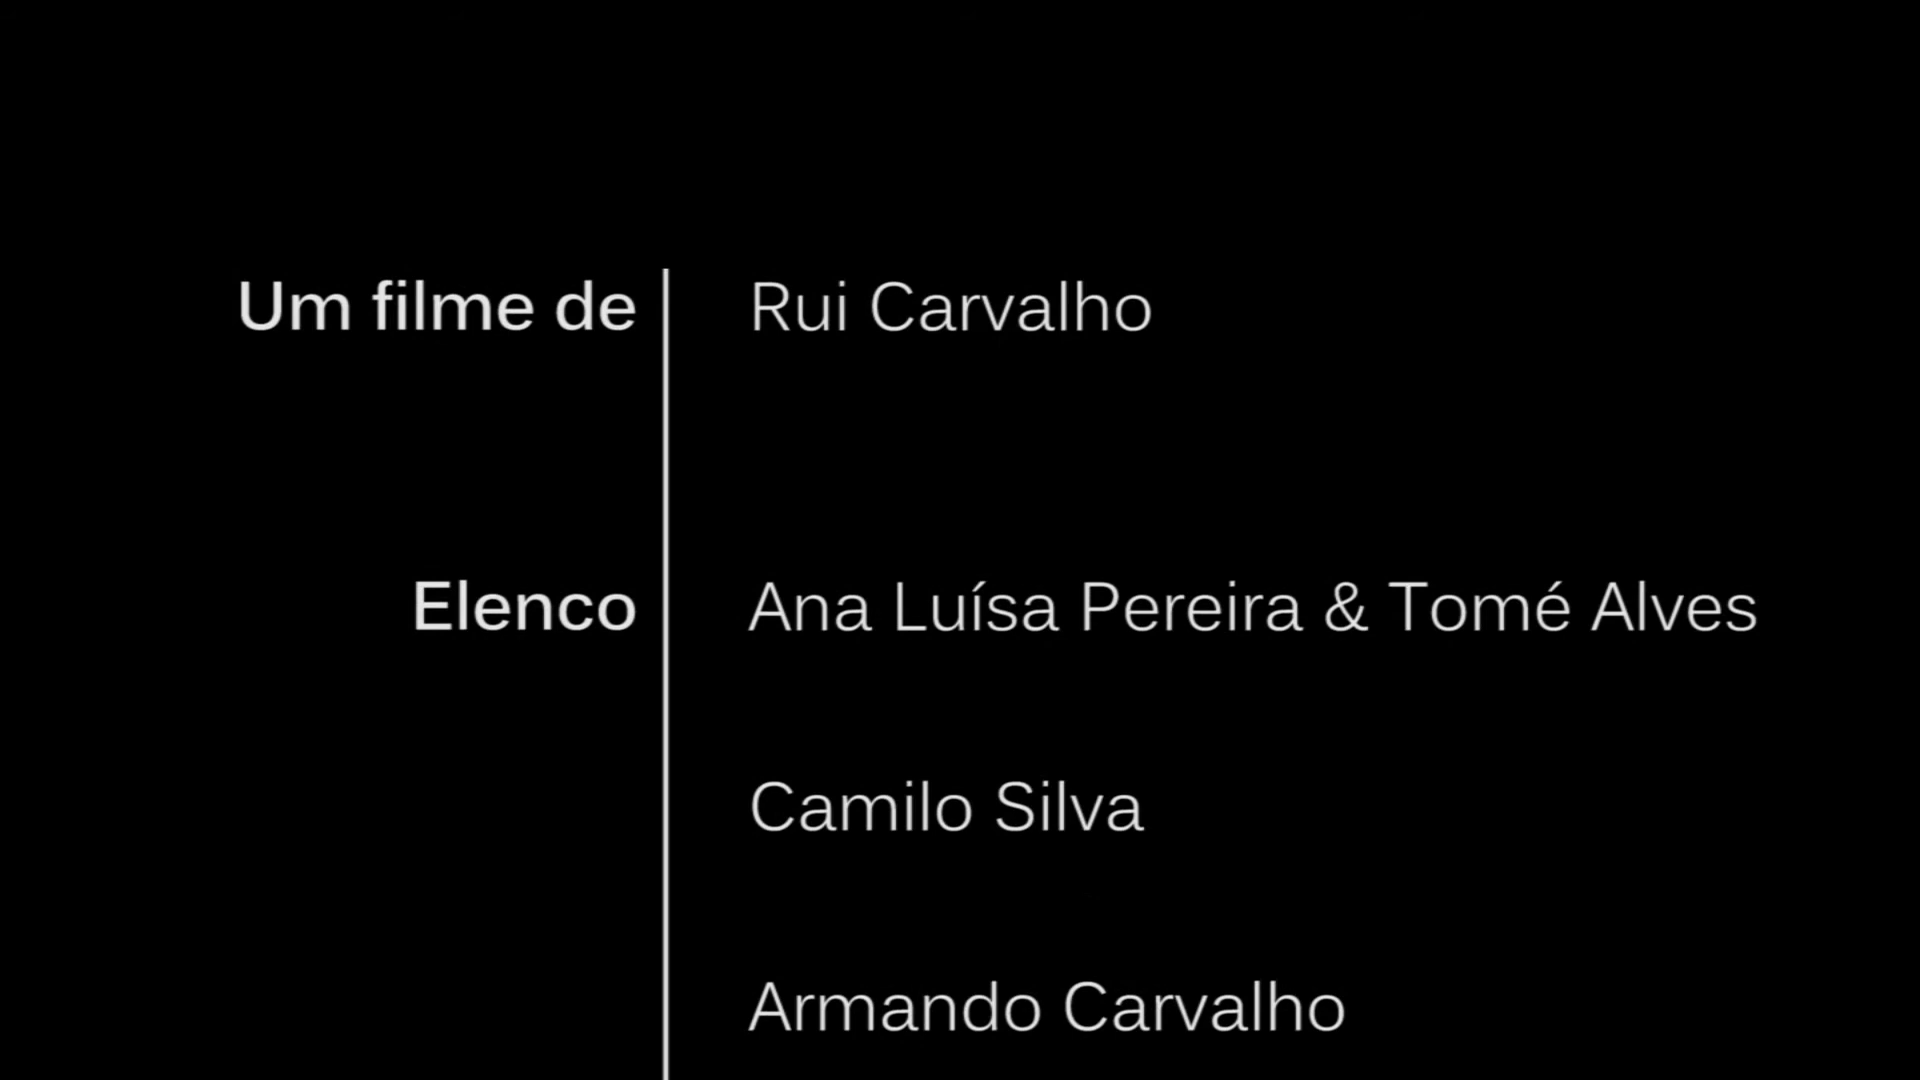 Um filme de Rui Carvalho
Elenco Ana Luísa Pereira & Tomé Alves
Camilo Silva
Armando Carvalho